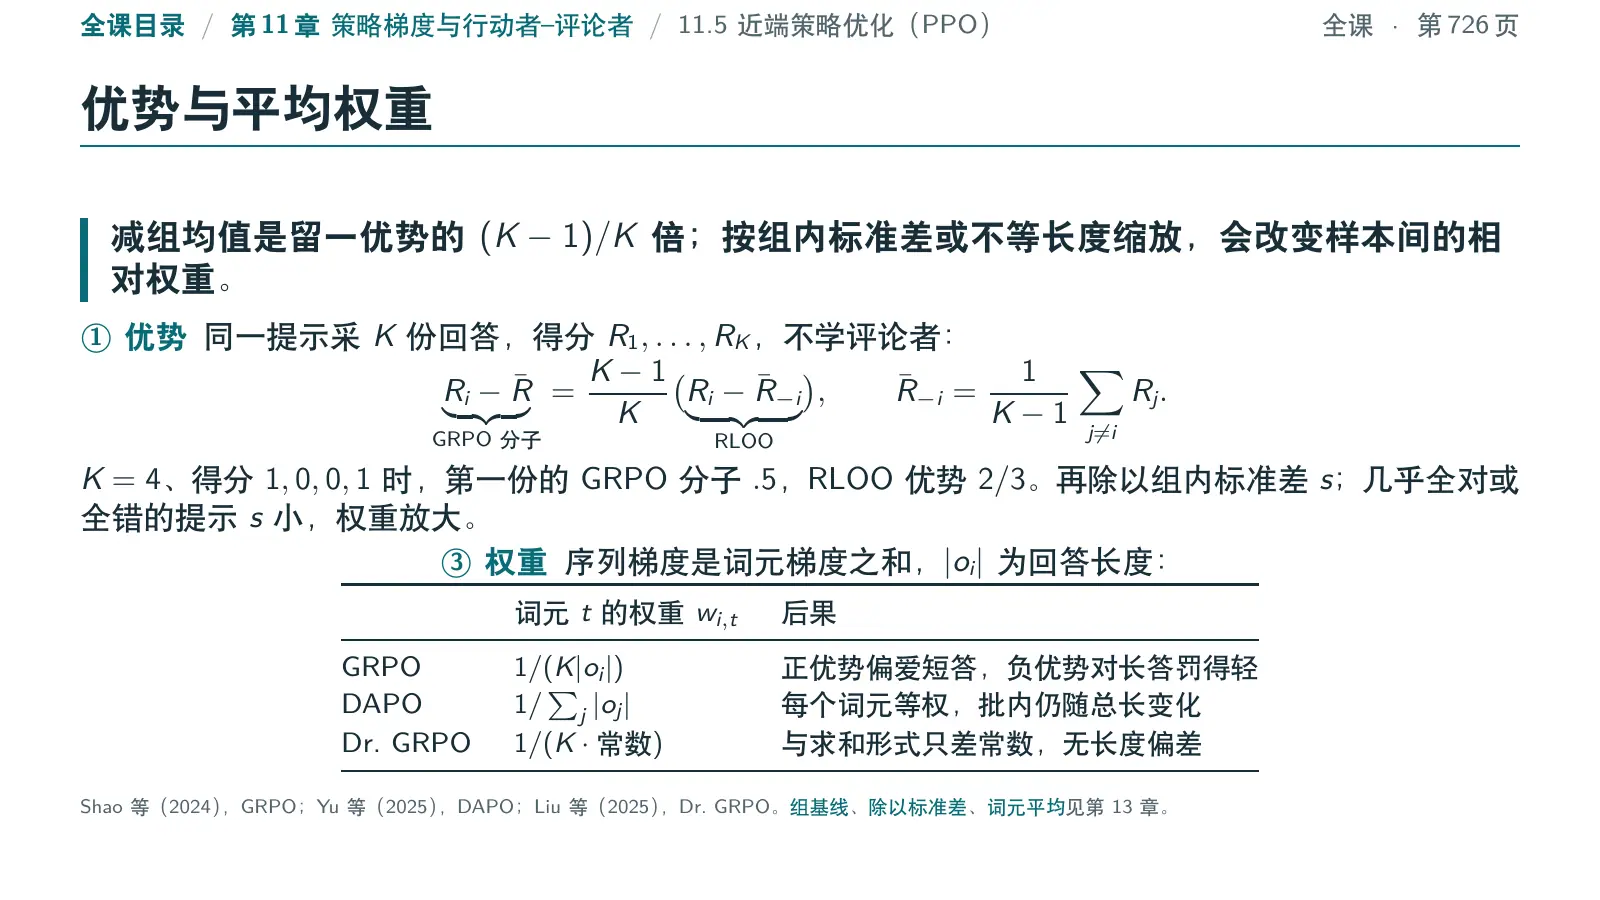 全课目录 / 第 11 章 策略梯度与行动者–评论者 / 11.5 近端策略优化（PPO） 全课 · 第 726 页
优势与平均权重
减组均值是留一优势的 (K − 1)/K 倍；按组内标准差或不等长度缩放，会改变样本间的相
对权重。
① 优势 同一提示采 K 份回答，得分 R₁, . . . , R_K，不学评论者：
R_i − R̄ = (K − 1)/K (R_i − R̄_{−i}), R̄_{−i} = 1/(K − 1) ∑_{j≠i} R_j.
GRPO 分子 RLOO
K = 4、得分 1, 0, 0, 1 时，第一份的 GRPO 分子 .5，RLOO 优势 2/3。再除以组内标准差 s；几乎全对或
全错的提示 s 小，权重放大。
③ 权重 序列梯度是词元梯度之和，|o_i| 为回答长度：
词元 t 的权重 w_{i,t} 后果
GRPO 1/(K|o_i|) 正优势偏爱短答，负优势对长答罚得轻
DAPO 1/∑_j |o_j| 每个词元等权，批内仍随总长变化
Dr. GRPO 1/(K · 常数) 与求和形式只差常数，无长度偏差
Shao 等（2024），GRPO；Yu 等（2025），DAPO；Liu 等（2025），Dr. GRPO。组基线、除以标准差、词元平均见第 13 章。